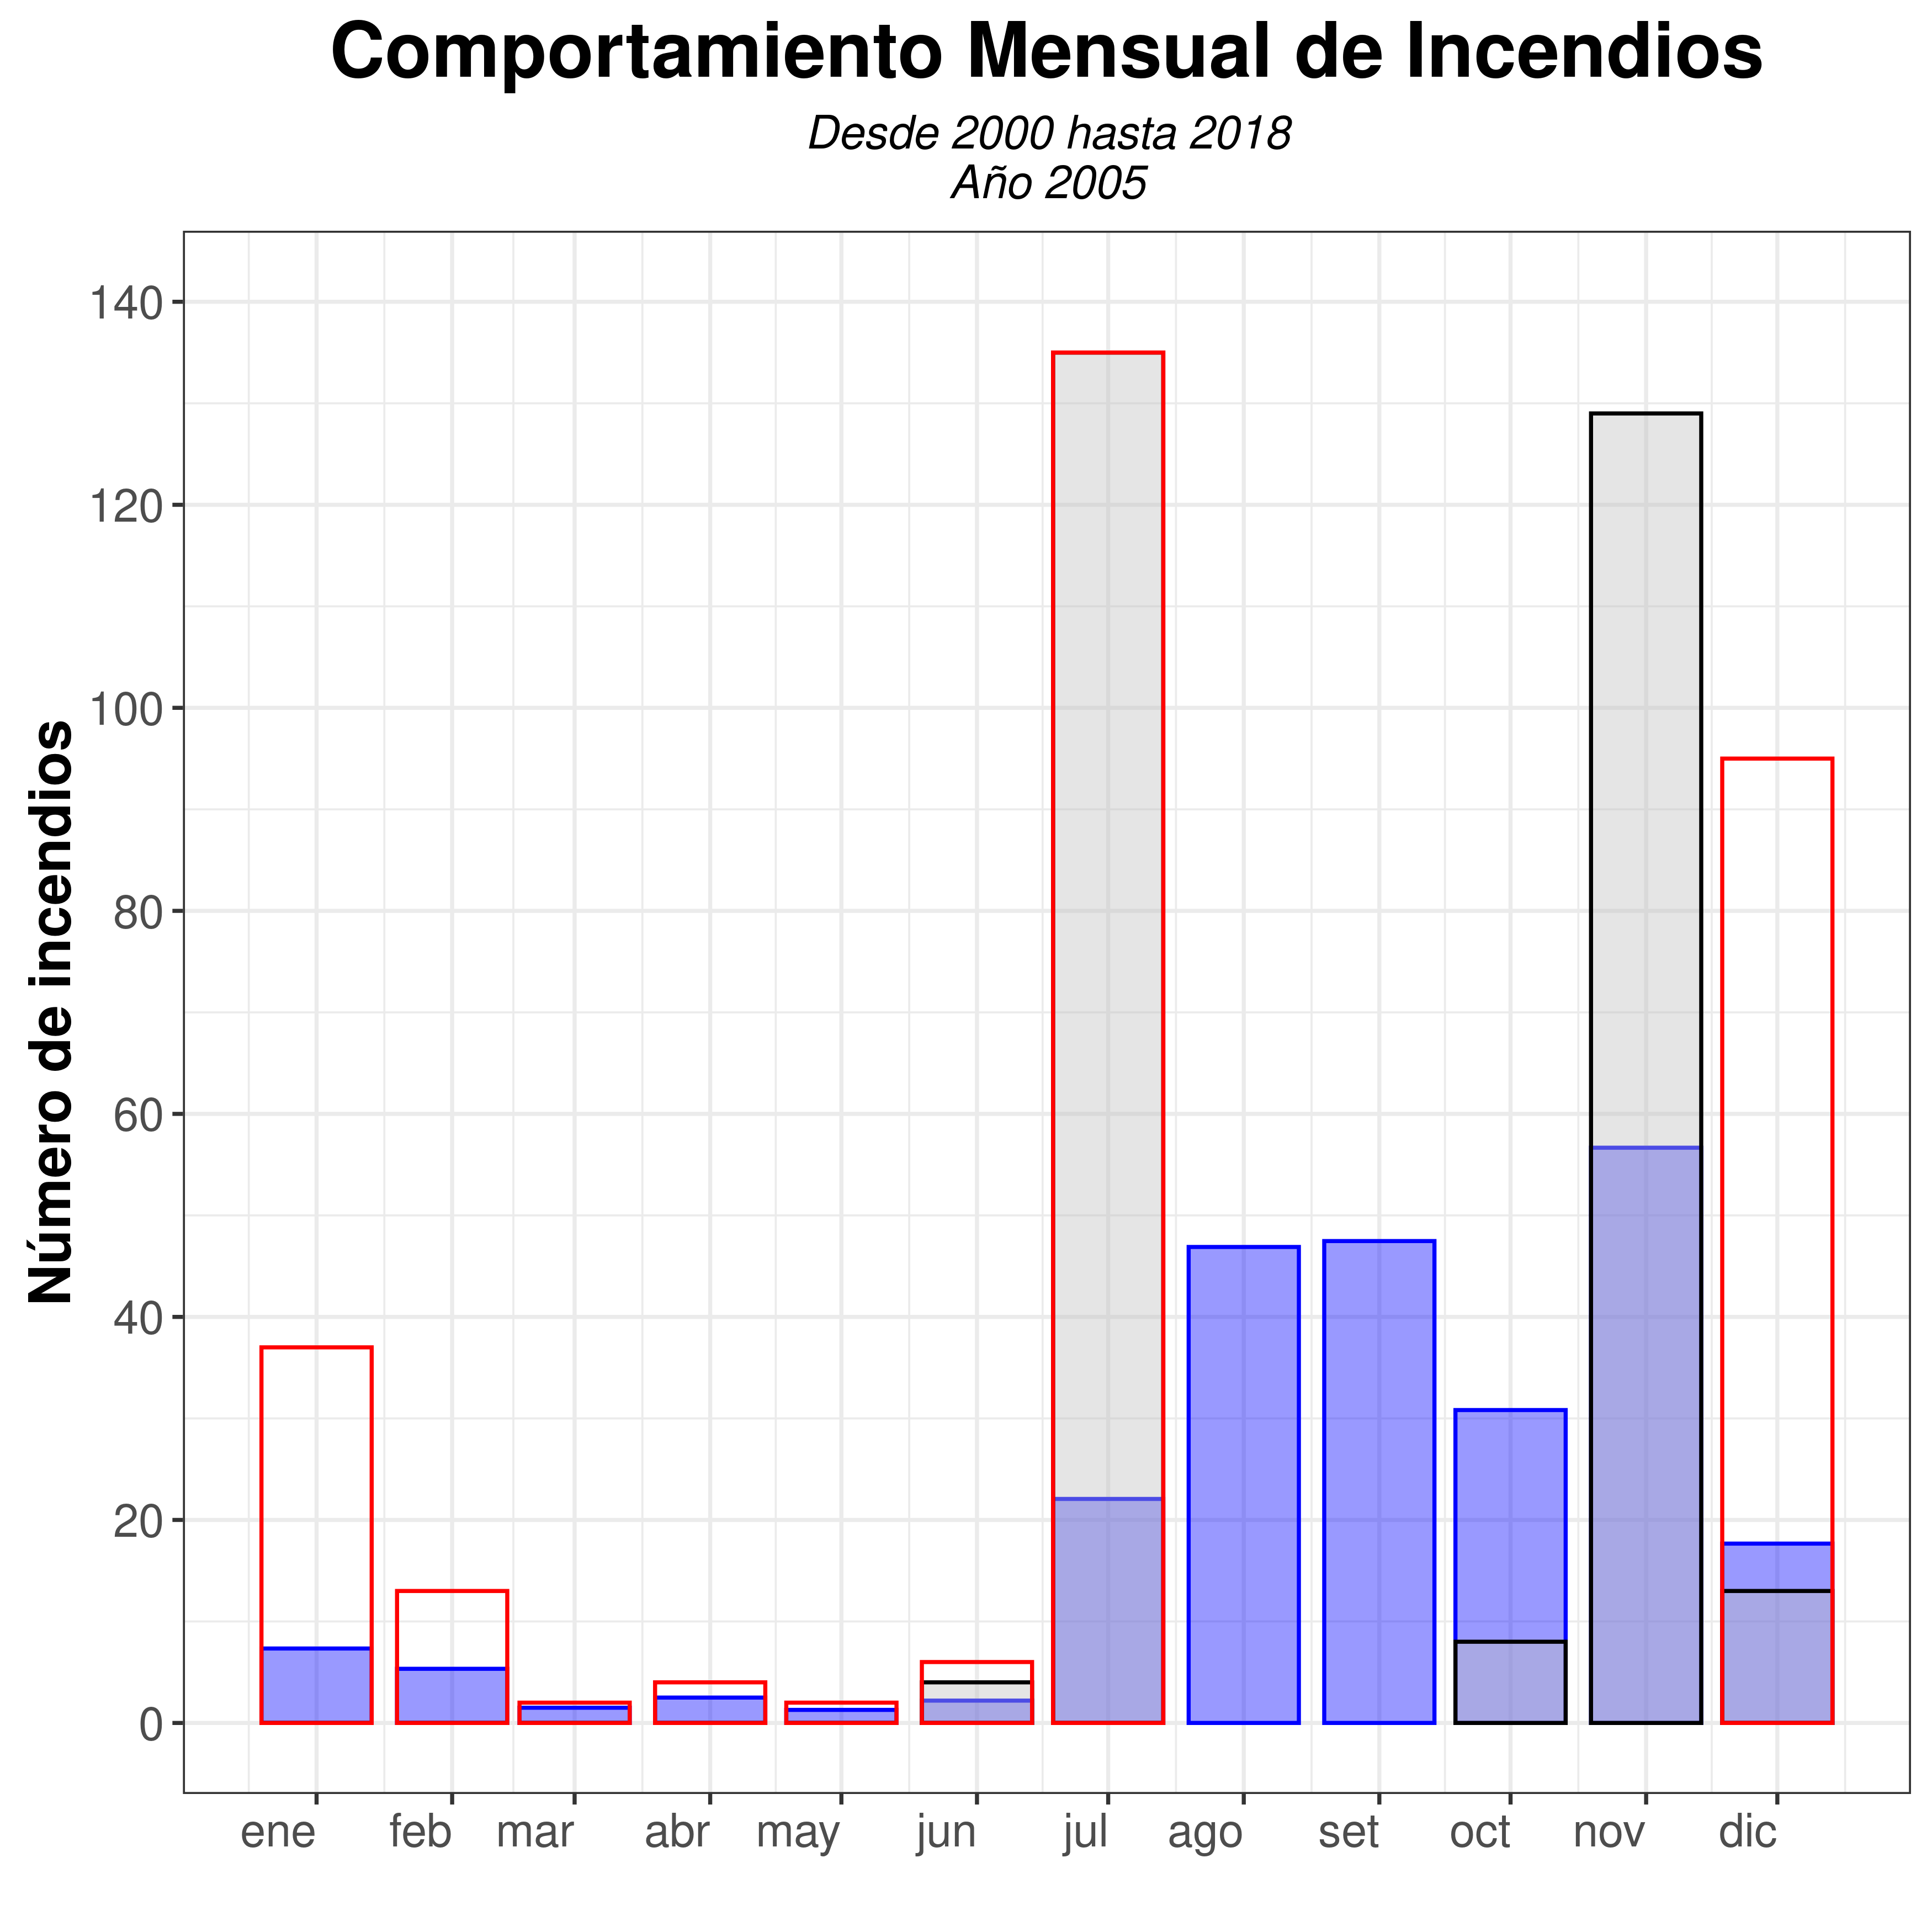 Comportamiento Mensual de Incendios
Desde 2000 hasta 2018
Año 2005
Número de incendios
140
120
100
80
60
40
20
0
ene feb mar abr may jun jul ago set oct nov dic